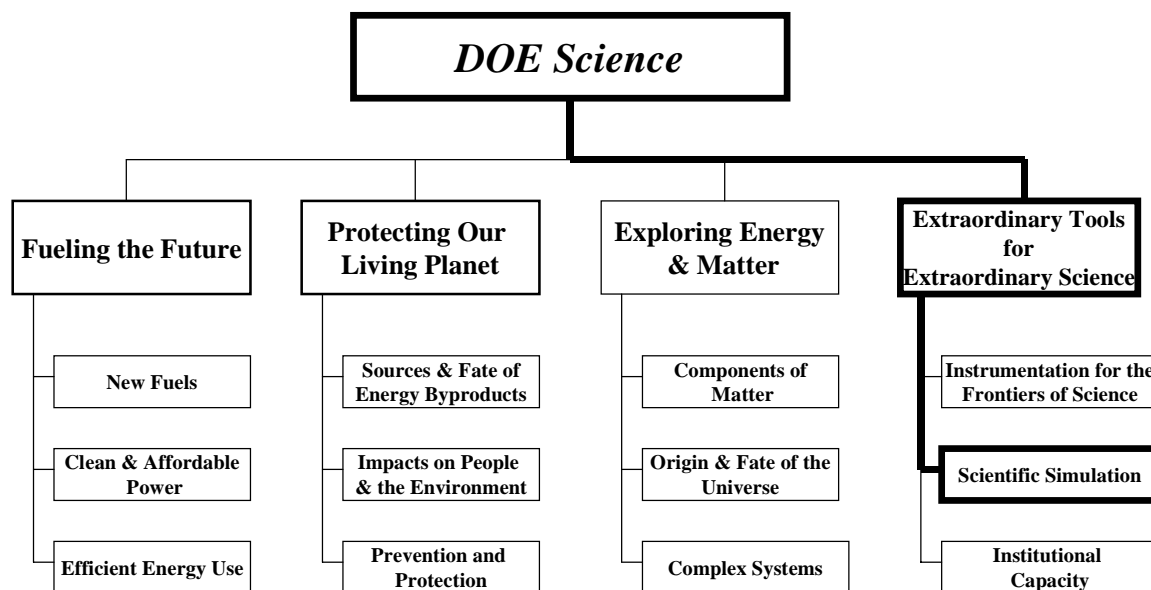 DOE Science
Fueling the Future
Protecting Our
Living Planet
Exploring Energy
& Matter
Extraordinary Tools
for
Extraordinary Science
New Fuels
Clean & Affordable
Power
Efficient Energy Use
Sources & Fate of
Energy Byproducts
Impacts on People
& the Environment
Prevention and
Protection
Components of
Matter
Origin & Fate of the
Universe
Complex Systems
Instrumentation for the
Frontiers of Science
Scientific Simulation
Institutional
Capacity